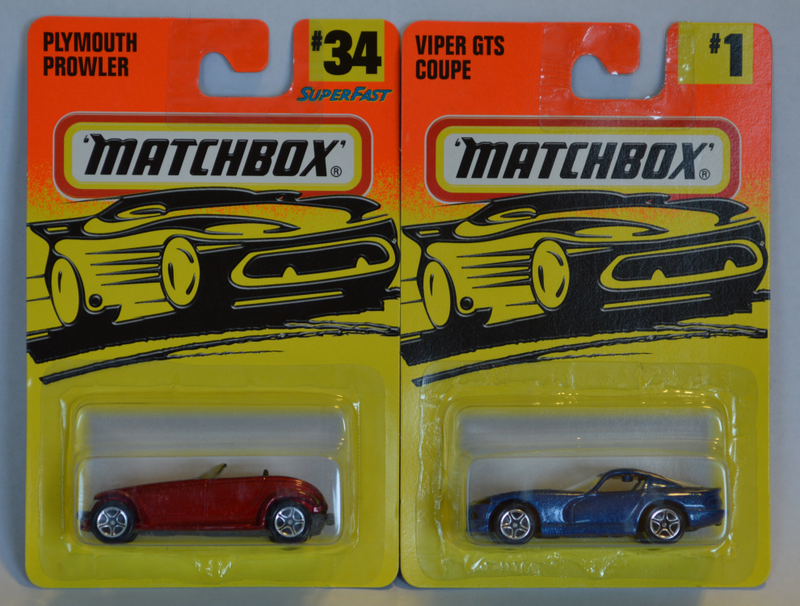 PLYMOUTH
PROWLER
#34
SUPERFAST
'MATCHBOX'®
VIPER GTS
COUPE
#1
'MATCHBOX'®